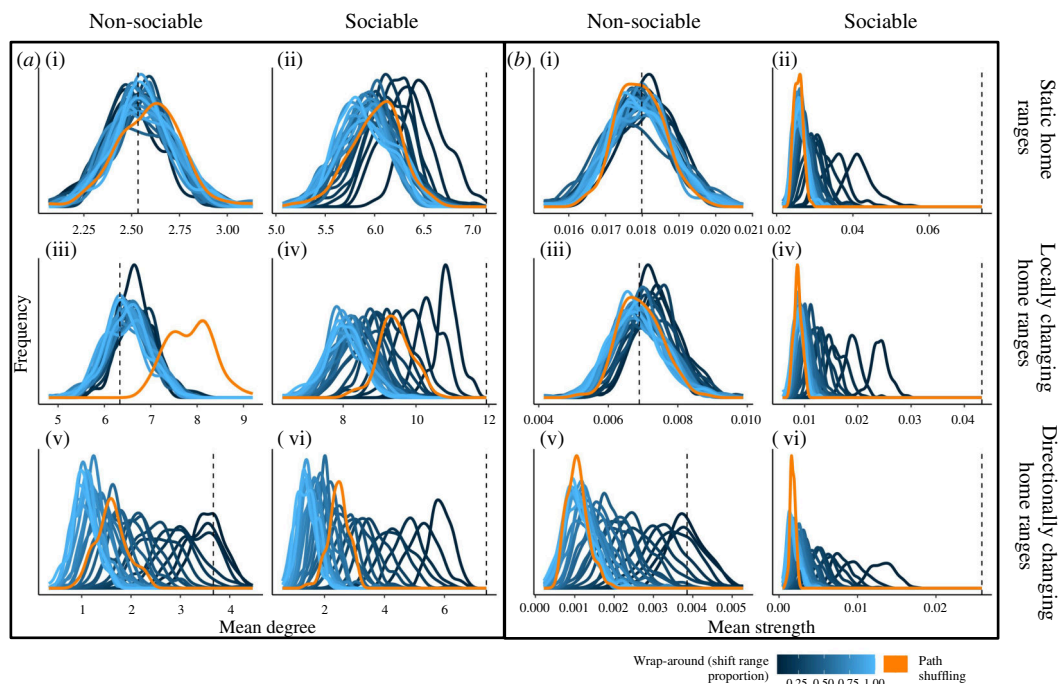 Non-sociable Sociable Non-sociable Sociable
(a) (i) (ii) (b) (i) (ii)
2.25 2.50 2.75 3.00 5.0 5.5 6.0 6.5 7.0 0.016 0.017 0.018 0.019 0.020 0.021 0.02 0.04 0.06
Static home
ranges
(iii) (iv) (iii) (iv)
Frequency
5 6 7 8 9 8 10 12 0.004 0.006 0.008 0.010 0.01 0.02 0.03 0.04
Locally changing
home ranges
(v) ( vi) (v) ( vi)
1 2 3 4 2 4 6 0.000 0.001 0.002 0.003 0.004 0.005 0.00 0.01 0.02
Directionally changing
home ranges
Mean degree Mean strength
Wrap-around (shift range
proportion)
0.25 0.50 0.75 1.00
Path
shuffling